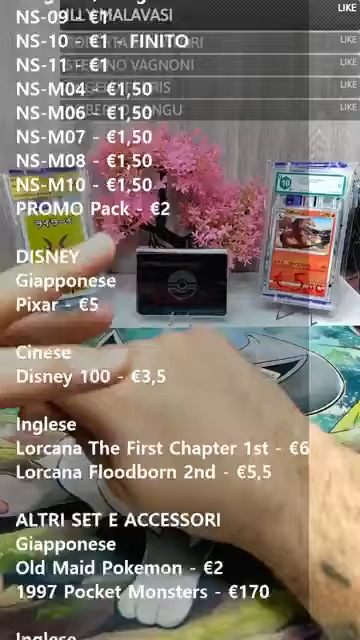 LIKE
NS-09 - €1
MALAVASI
NS-10 - €1 - FINITO
LIKE
NS-11 - €1
VAGNONI
LIKE
NS-M04 - €1,50
LIKE
NS-M06 - €1,50
LIKE
NS-M07 - €1,50
NS-M08 - €1,50
NS-M10 - €1,50
PROMO Pack - €2
10
DISNEY
Giapponese
Pixar - €5
Cinese
Disney 100 - €3,5
Inglese
Lorcana The First Chapter 1st - €6
Lorcana Floodborn 2nd - €5,5
ALTRI SET E ACCESSORI
Giapponese
Old Maid Pokemon - €2
1997 Pocket Monsters - €170
Inglese